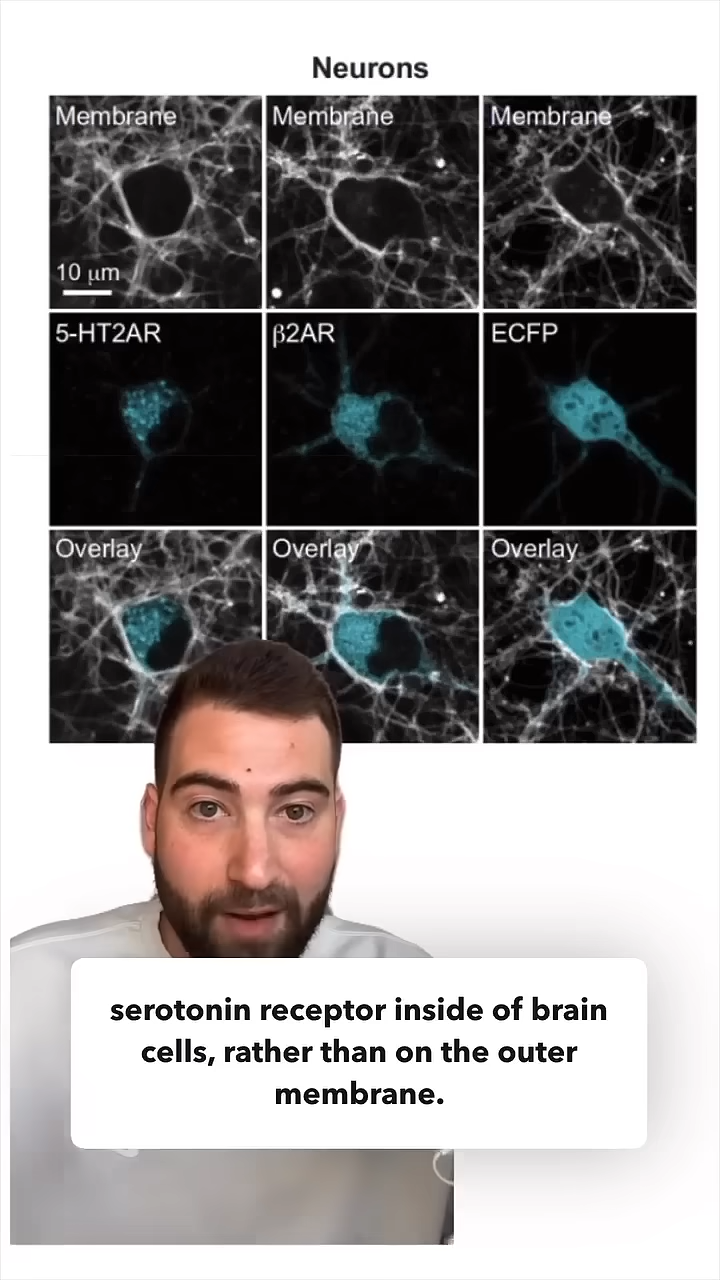 Neurons
Membrane Membrane Membrane
10 μm
5-HT2AR β2AR ECFP
Overlay Overlay Overlay
serotonin receptor inside of brain
cells, rather than on the outer
membrane.